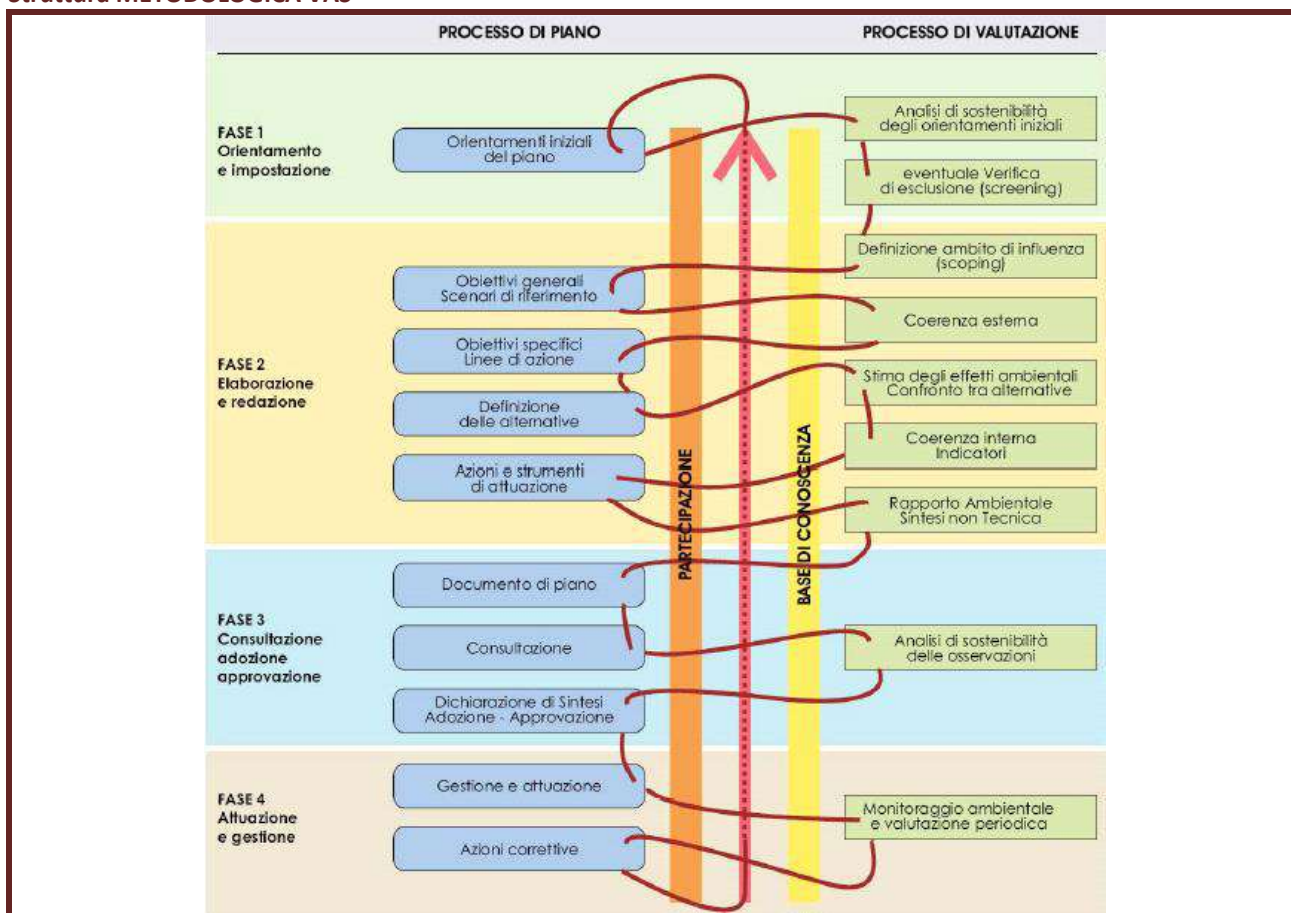 Struttura METODOLOGICA VAS
PROCESSO DI PIANO
PROCESSO DI VALUTAZIONE
FASE 1
Orientamento
e impostazione
Orientamenti iniziali
del piano
Analisi di sostenibilità
degli orientamenti iniziali
eventuale Verifica
di esclusione (screening)
FASE 2
Elaborazione
e redazione
Obiettivi generali
Scenari di riferimento
Obiettivi specifici
Linee di azione
Definizione
delle alternative
Azioni e strumenti
di attuazione
Definizione ambito di influenza
(scoping)
Coerenza esterna
Stima degli effetti ambientali
Confronto tra alternative
Coerenza interna
Indicatori
Rapporto Ambientale
Sintesi non Tecnica
PARTECIPAZIONE
BASE DI CONOSCENZA
FASE 3
Consultazione
adozione
approvazione
Documento di piano
Consultazione
Dichiarazione di Sintesi
Adozione - Approvazione
Analisi di sostenibilità
delle osservazioni
FASE 4
Attuazione
e gestione
Gestione e attuazione
Azioni correttive
Monitoraggio ambientale
e valutazione periodica